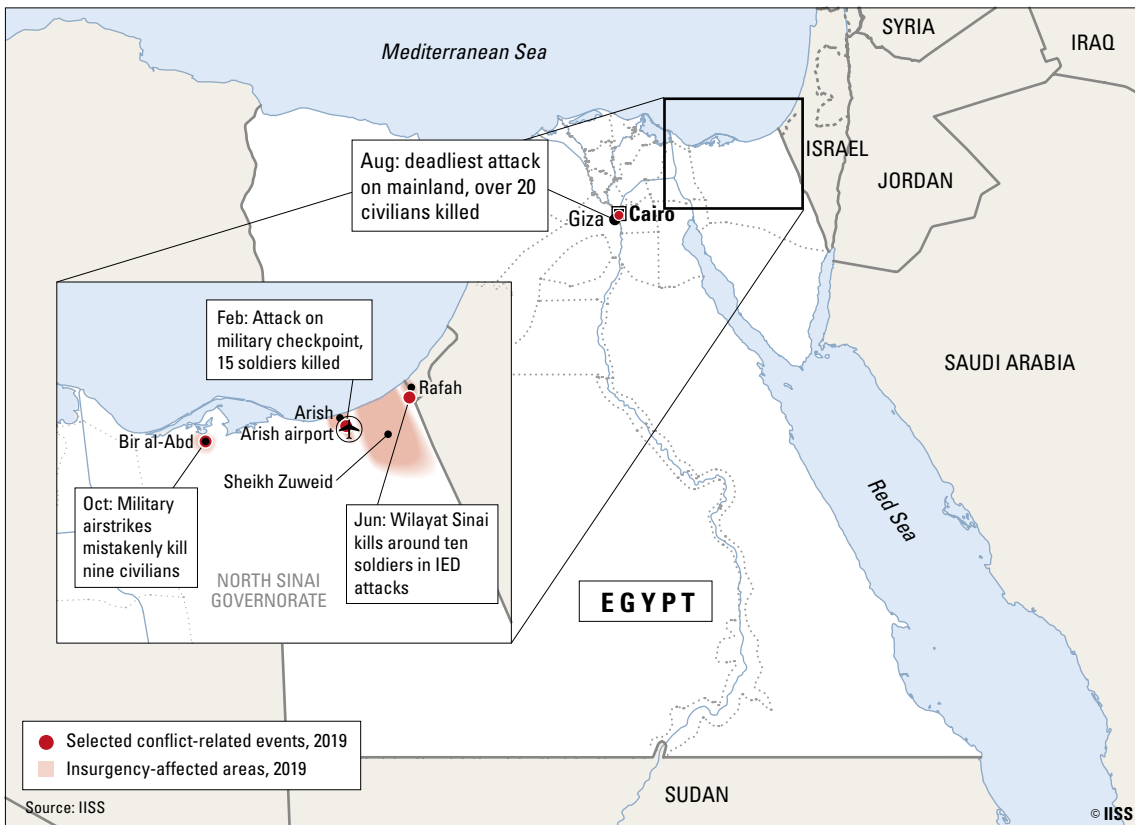 Mediterranean Sea
SYRIA
IRAQ
ISRAEL
JORDAN
Aug: deadliest attack
on mainland, over 20
civilians killed
Giza
Cairo
SAUDI ARABIA
Feb: Attack on
military checkpoint,
15 soldiers killed
Rafah
Arish
Arish airport
Bir al-Abd
Sheikh Zuweid
Oct: Military
airstrikes
mistakenly kill
nine civilians
Jun: Wilayat Sinai
kills around ten
soldiers in IED
attacks
NORTH SINAI
GOVERNORATE
Red Sea
EGYPT
Selected conflict-related events, 2019
Insurgency-affected areas, 2019
SUDAN
Source: IISS
© IISS